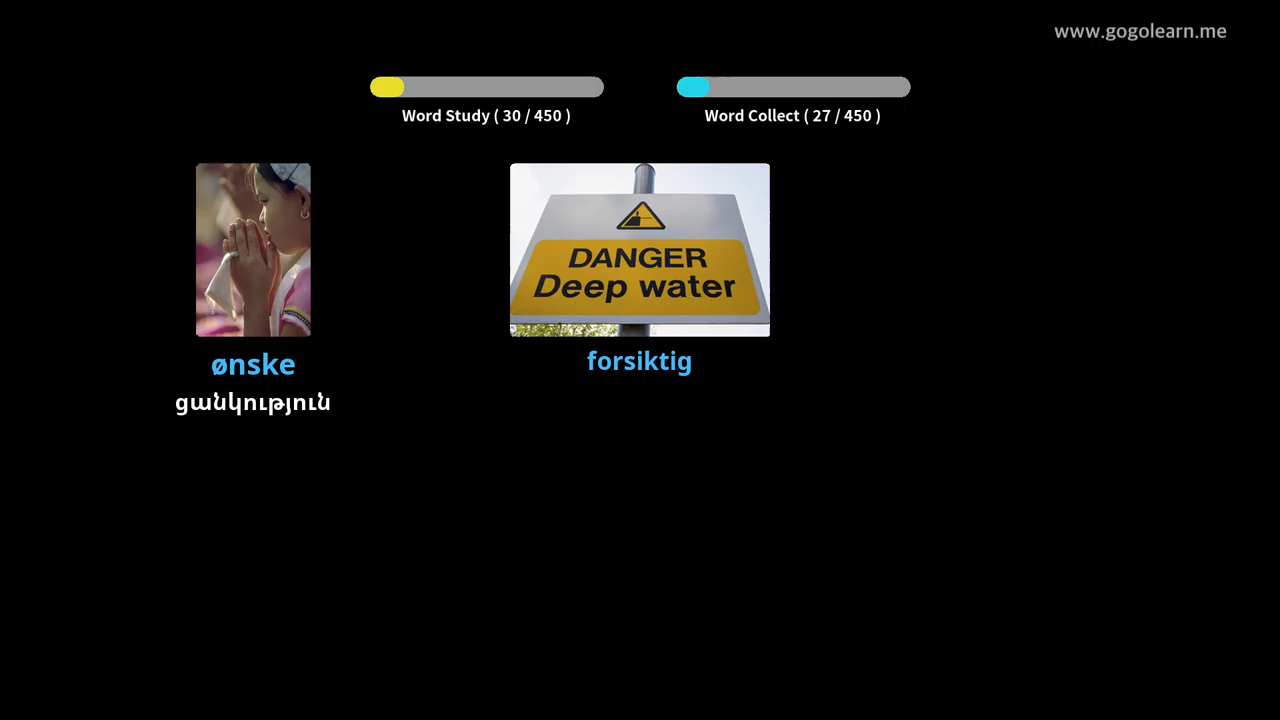 www.gogolearn.me
Word Study ( 30 / 450 )
Word Collect ( 27 / 450 )
DANGER
Deep water
ønske
forsiktig
ցանկություն